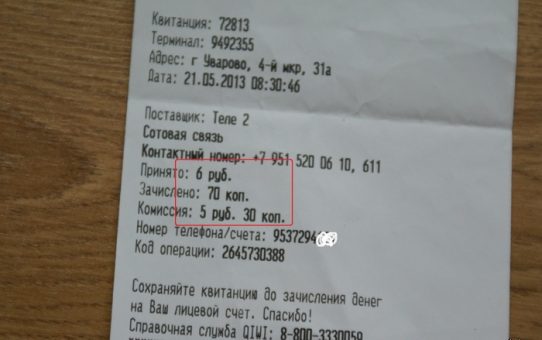 Квитанция: 72813
Терминал: 9492355
Адрес: г Уварово, 4-й мкр, 31а
Дата: 21.05.2013 08:30:46
Поставщик: Теле 2
Сотовая связь
Контактный номер: +7 951 520 06 10, 611
Принято: 6 руб.
Зачислено: 70 коп.
Комиссия: 5 руб. 30 коп.
Номер телефона/счета: 9537294
Код операции: 2645730388
Сохраняйте квитанцию до зачисления денег
на Ваш лицевой счет. Спасибо!
Справочная служба QIWI: 8-800-3330059